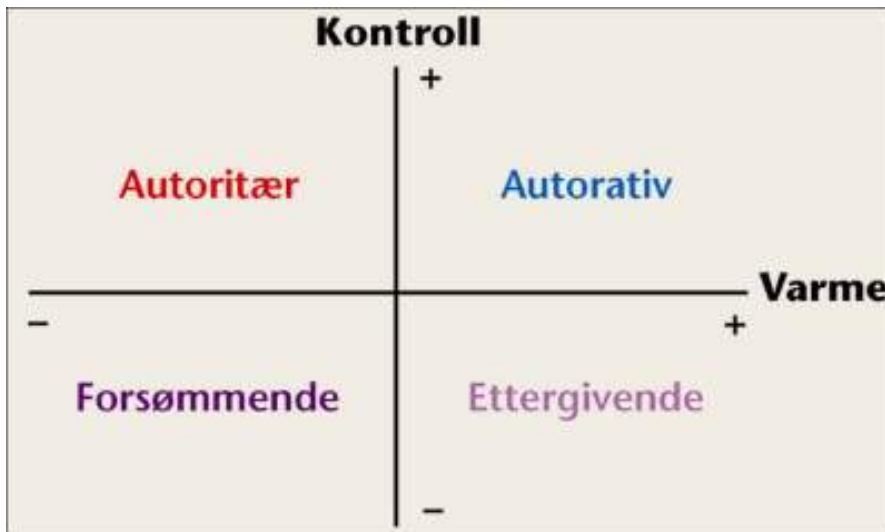 Kontroll
+
Autoritær
Autorativ
Varme
–
+
Forsømmende
Ettergivende
–